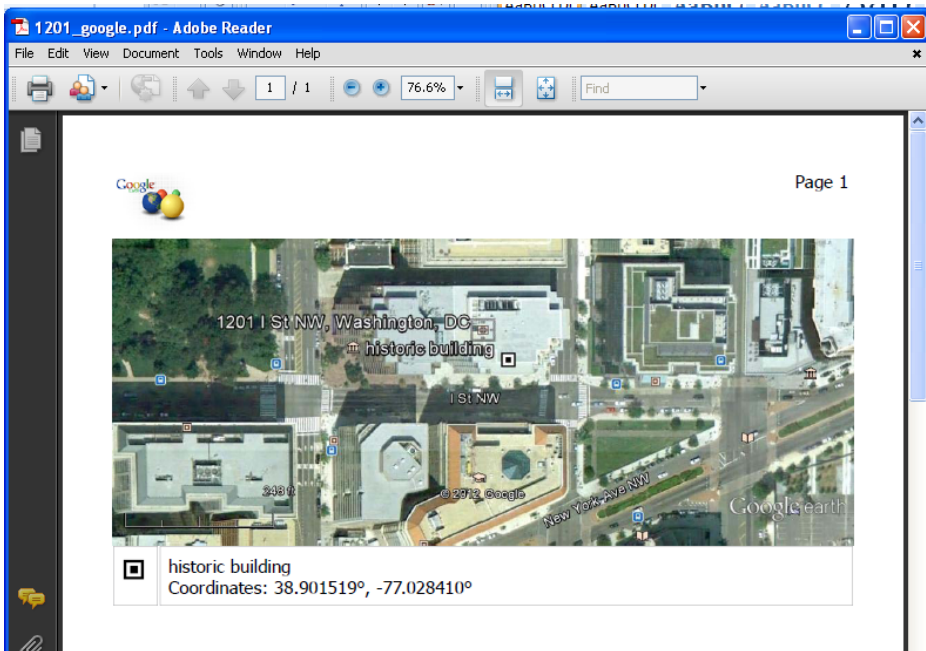 1201_google.pdf - Adobe Reader
File Edit View Document Tools Window Help
1 / 1 76.6% Find
Google
Page 1
1201 I St NW, Washington, DC
historic building
I St NW
248 ft
© 2012 Google
New York Ave NW
Google earth
historic building
Coordinates: 38.901519°, -77.028410°